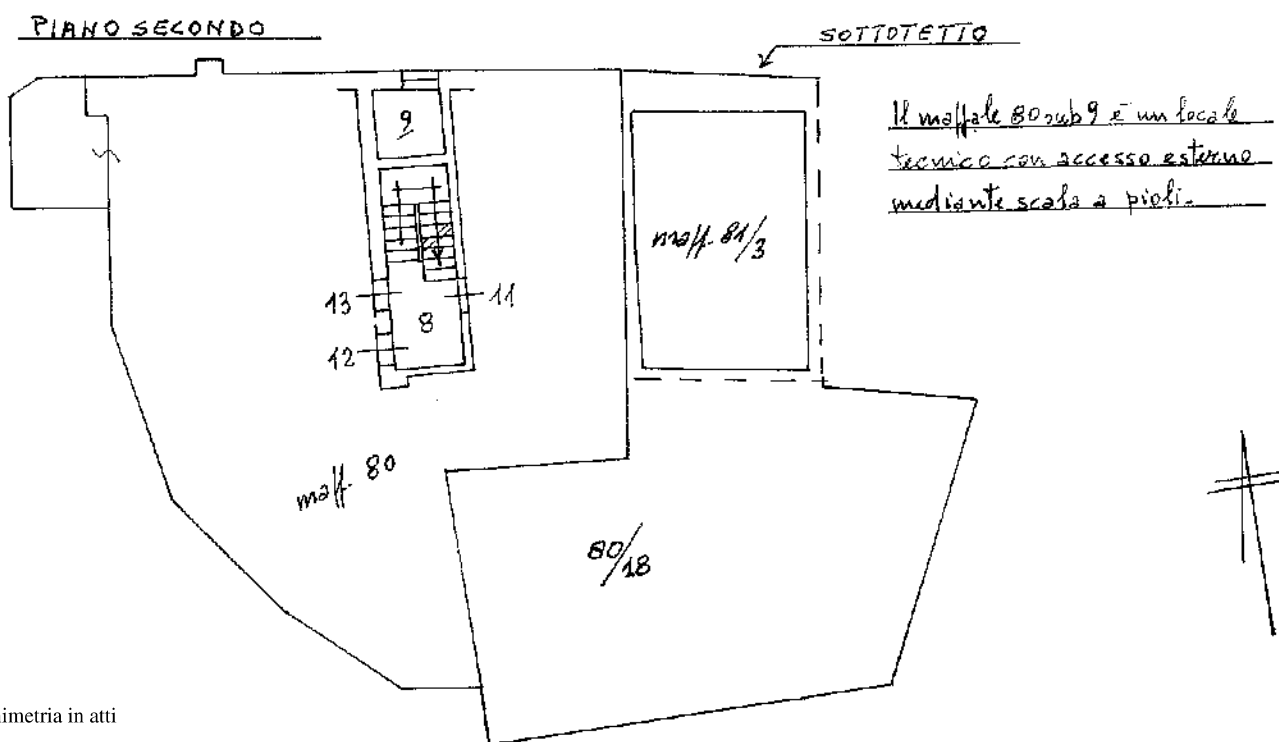 PIANO SECONDO
SOTTOTETTO
Il mappale 80 sub 9 è un locale
tecnico con accesso esterno
mediante scala a pioli.
9
mapp. 81/3
13
11
8
12
mapp. 80
80/18
imetria in atti